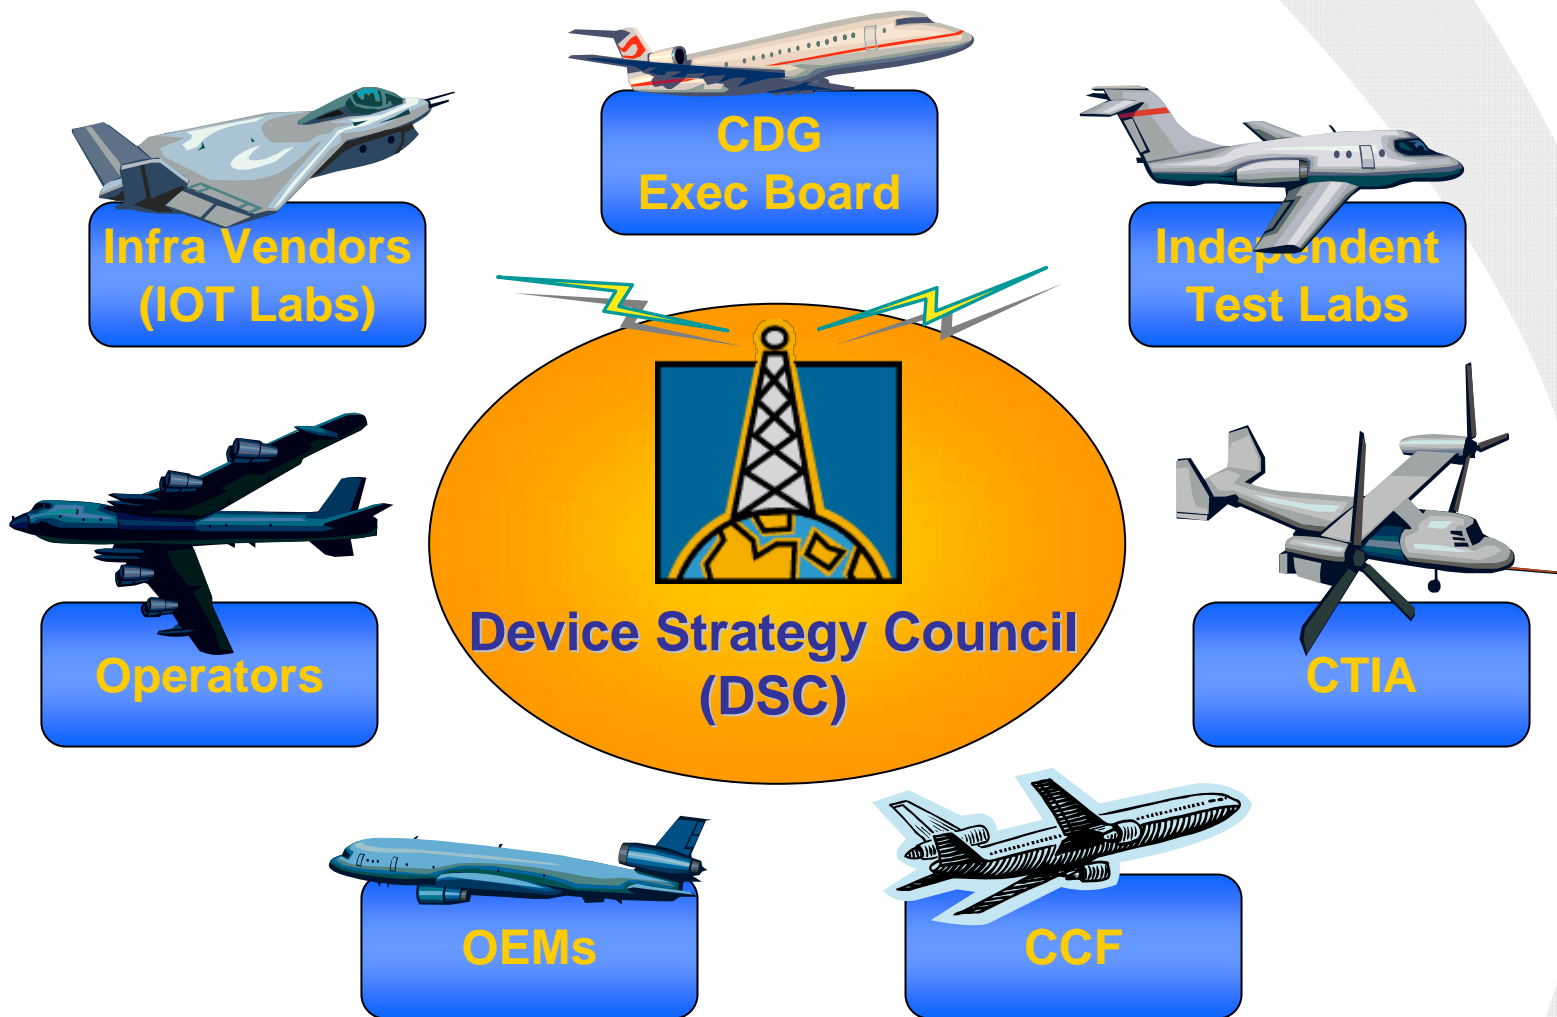 CDG
Exec Board
Infra Vendors
(IOT Labs)
Independent
Test Labs
Device Strategy Council
(DSC)
Operators
CTIA
OEMs
CCF